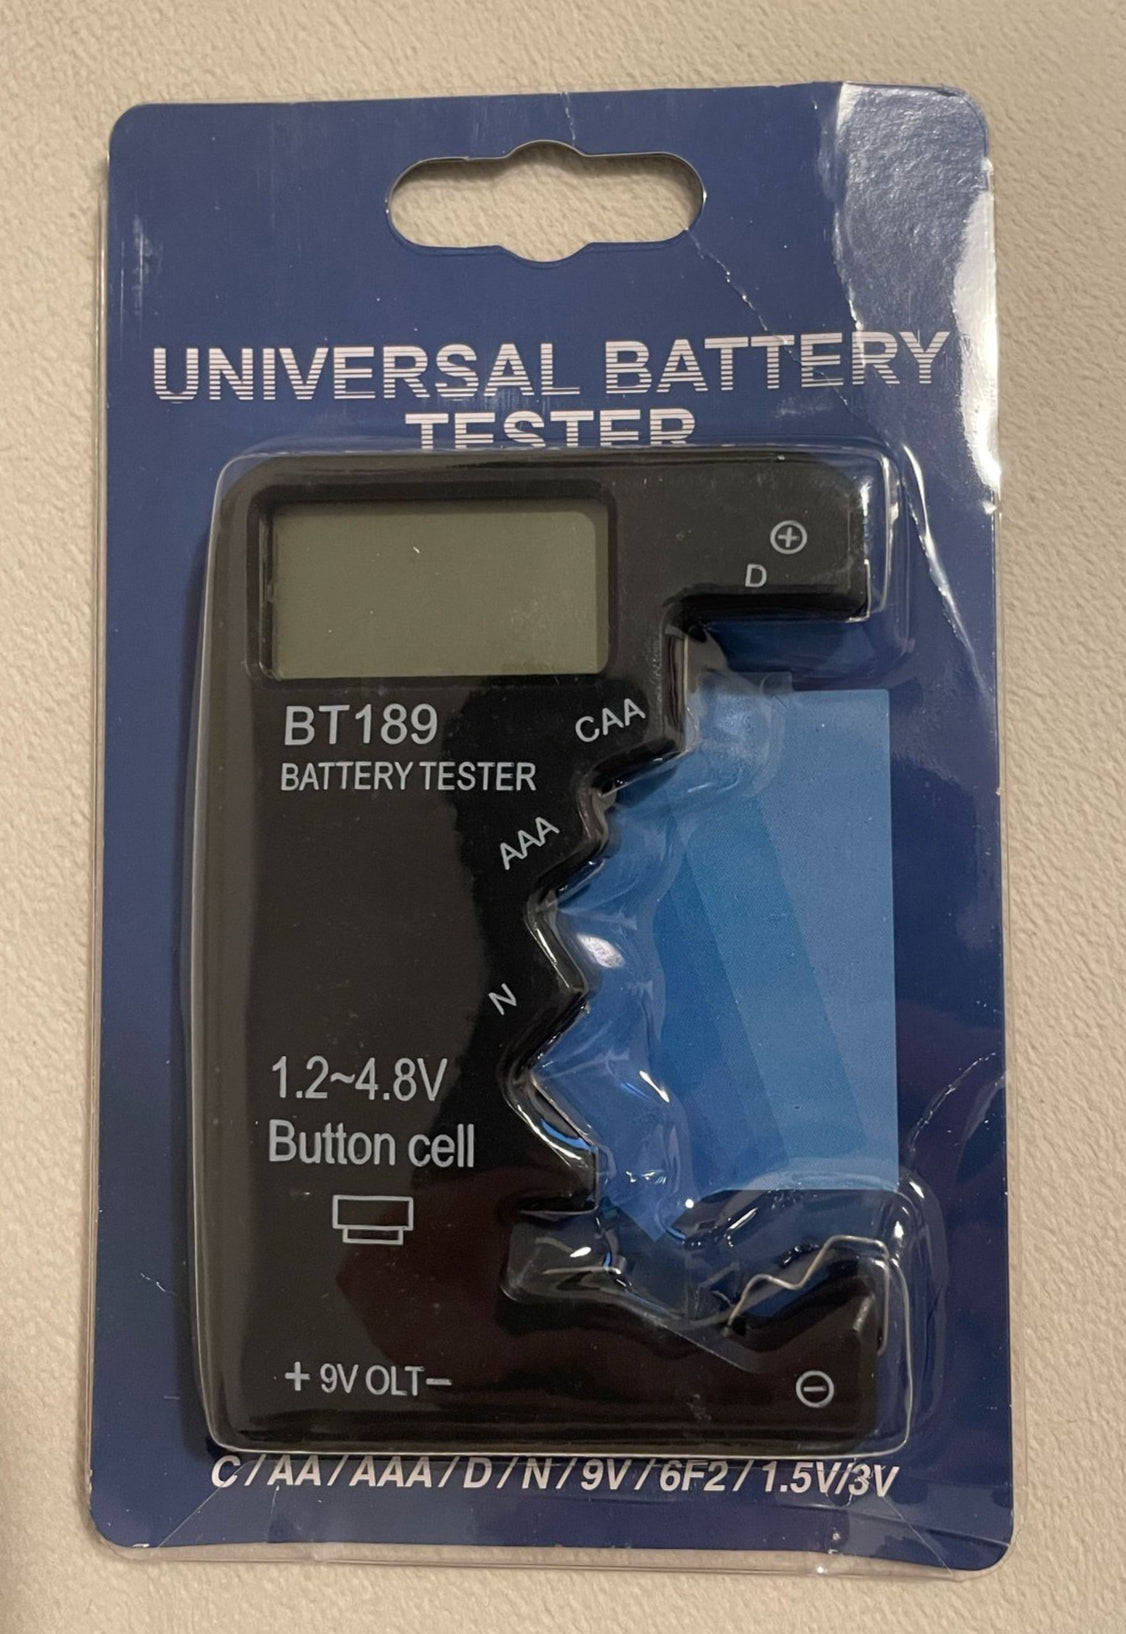 UNIVERSAL BATTERY
TESTER
D
CAA
BT189
BATTERY TESTER
AAA
N
1.2~4.8V
Button cell
+ 9V OLT−
C / AA / AAA / D / N / 9V / 6F2 / 1.5V/3V